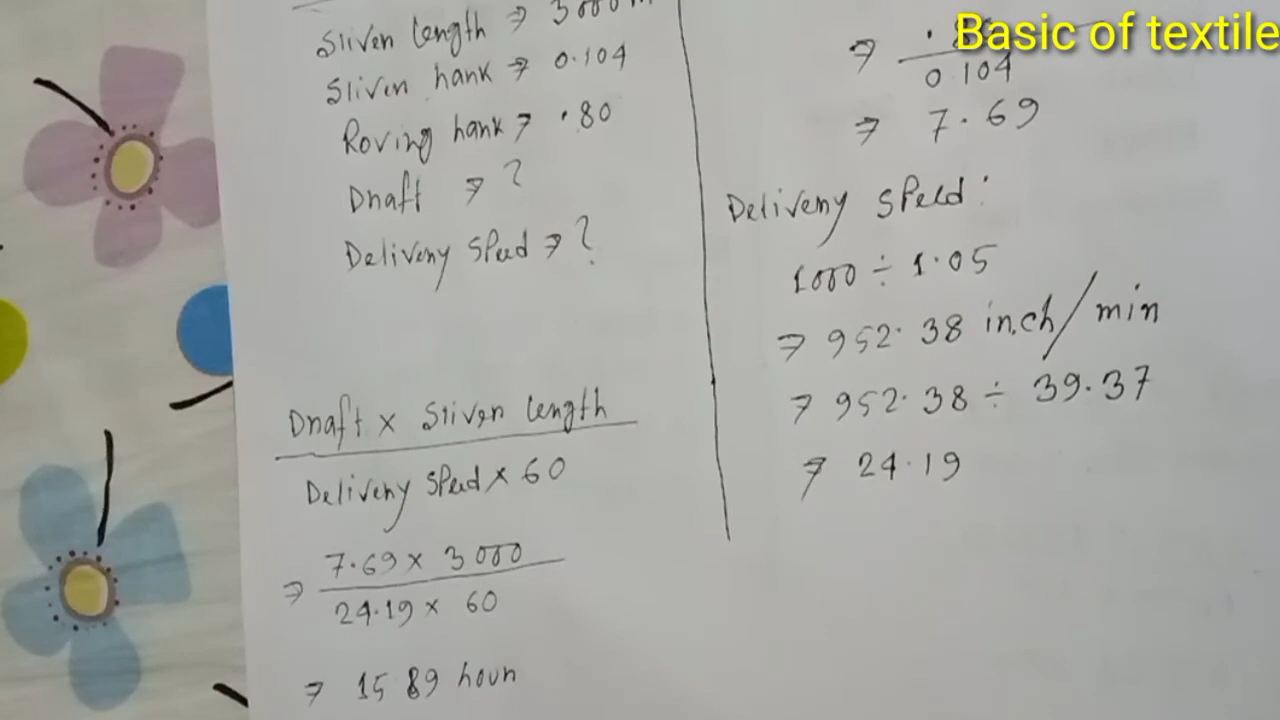 Basic of textile
Sliver length ⇒ 3000 m
Sliver hank ⇒ 0.104
Roving hank ⇒ .80
Draft ⇒ ?
Delivery Speed ⇒ ?
Draft × Sliver length
Delivery Speed × 60
⇒ 7.69 × 3000
24.19 × 60
⇒ 15 89 hour
⇒
0.104
⇒ 7.69
Delivery Speed :
1000 ÷ 1.05
⇒ 952.38 inch/min
⇒ 952.38 ÷ 39.37
⇒ 24.19